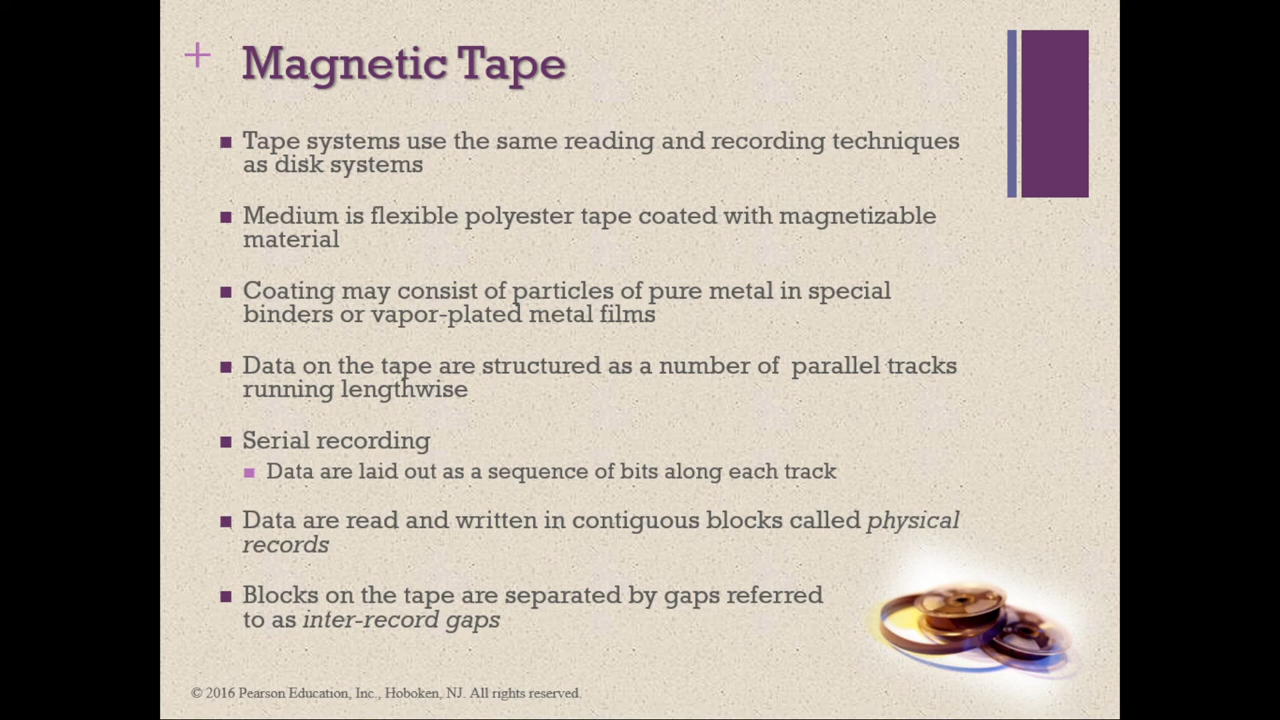 + Magnetic Tape
■ Tape systems use the same reading and recording techniques
as disk systems
■ Medium is flexible polyester tape coated with magnetizable
material
■ Coating may consist of particles of pure metal in special
binders or vapor-plated metal films
■ Data on the tape are structured as a number of parallel tracks
running lengthwise
■ Serial recording
■ Data are laid out as a sequence of bits along each track
■ Data are read and written in contiguous blocks called physical
records
■ Blocks on the tape are separated by gaps referred
to as inter-record gaps
© 2016 Pearson Education, Inc., Hoboken, NJ. All rights reserved.